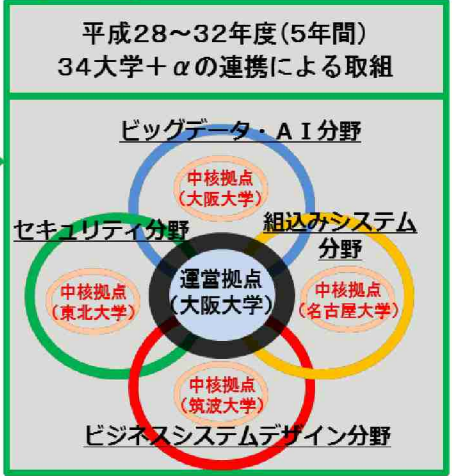 平成28～32年度(5年間)
34大学＋αの連携による取組
ビッグデータ・AI分野
中核拠点
(大阪大学)
セキュリティ分野
組込みシステム
分野
中核拠点
(東北大学)
運営拠点
(大阪大学)
中核拠点
(名古屋大学)
中核拠点
(筑波大学)
ビジネスシステムデザイン分野